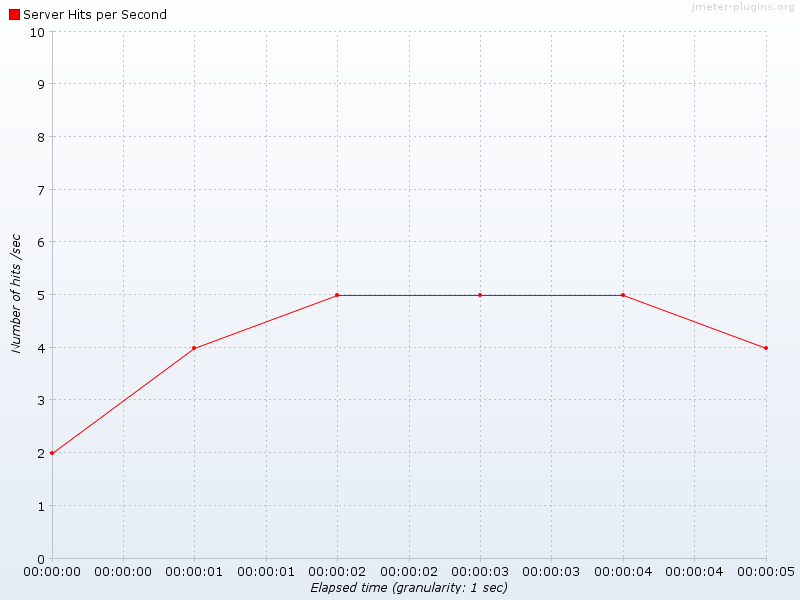 jmeter-plugins.org
Server Hits per Second
10
9
8
7
6
5
4
3
2
1
0
Number of hits /sec
00:00:00 00:00:00 00:00:01 00:00:01 00:00:02 00:00:02 00:00:03 00:00:03 00:00:04 00:00:04 00:00:05
Elapsed time (granularity: 1 sec)